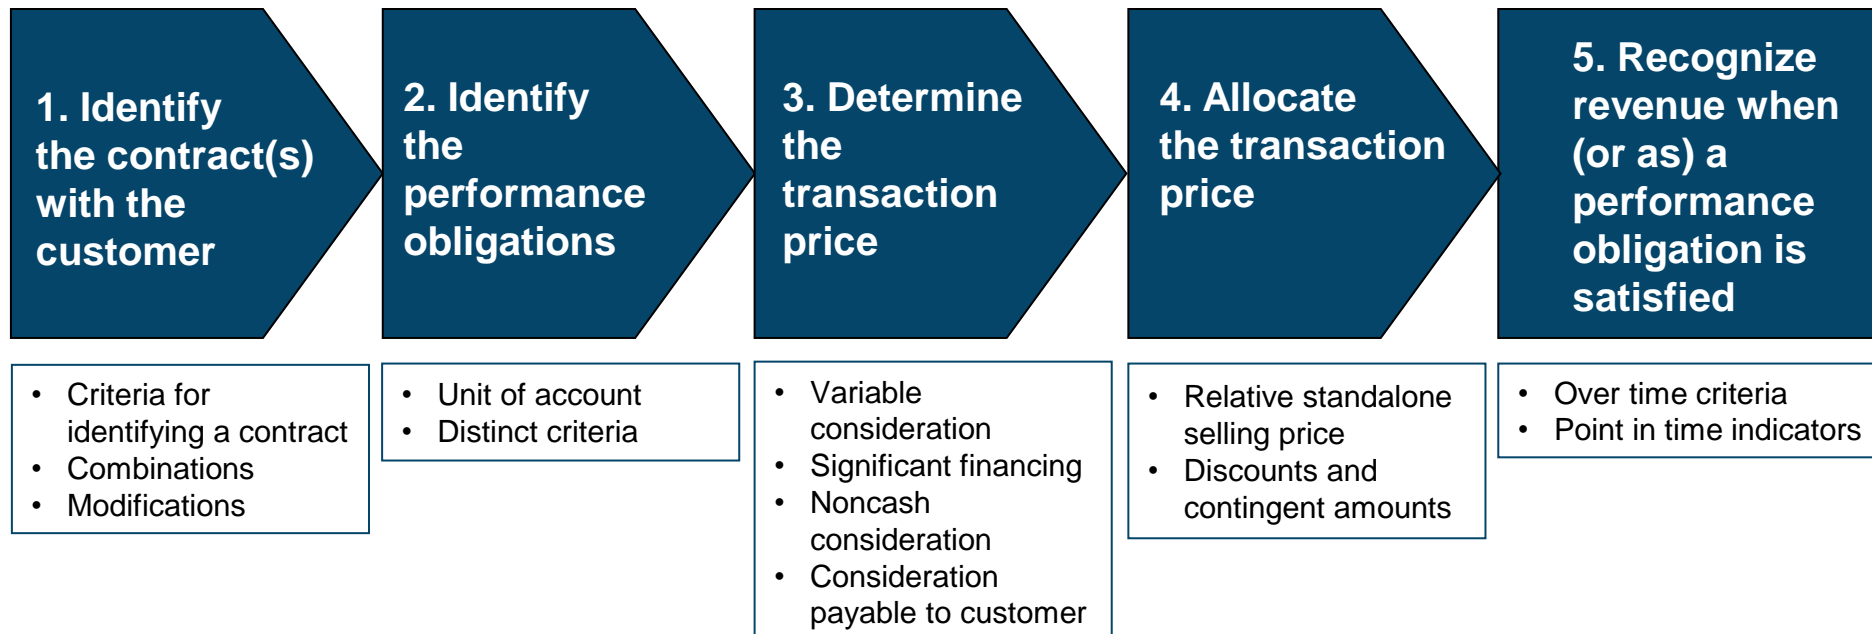 1. Identify
the contract(s)
with the
customer
2. Identify
the
performance
obligations
3. Determine
the
transaction
price
4. Allocate
the transaction
price
5. Recognize
revenue when
(or as) a
performance
obligation is
satisfied
• Criteria for
identifying a contract
• Combinations
• Modifications
• Unit of account
• Distinct criteria
• Variable
consideration
• Significant financing
• Noncash
consideration
• Consideration
payable to customer
• Relative standalone
selling price
• Discounts and
contingent amounts
• Over time criteria
• Point in time indicators